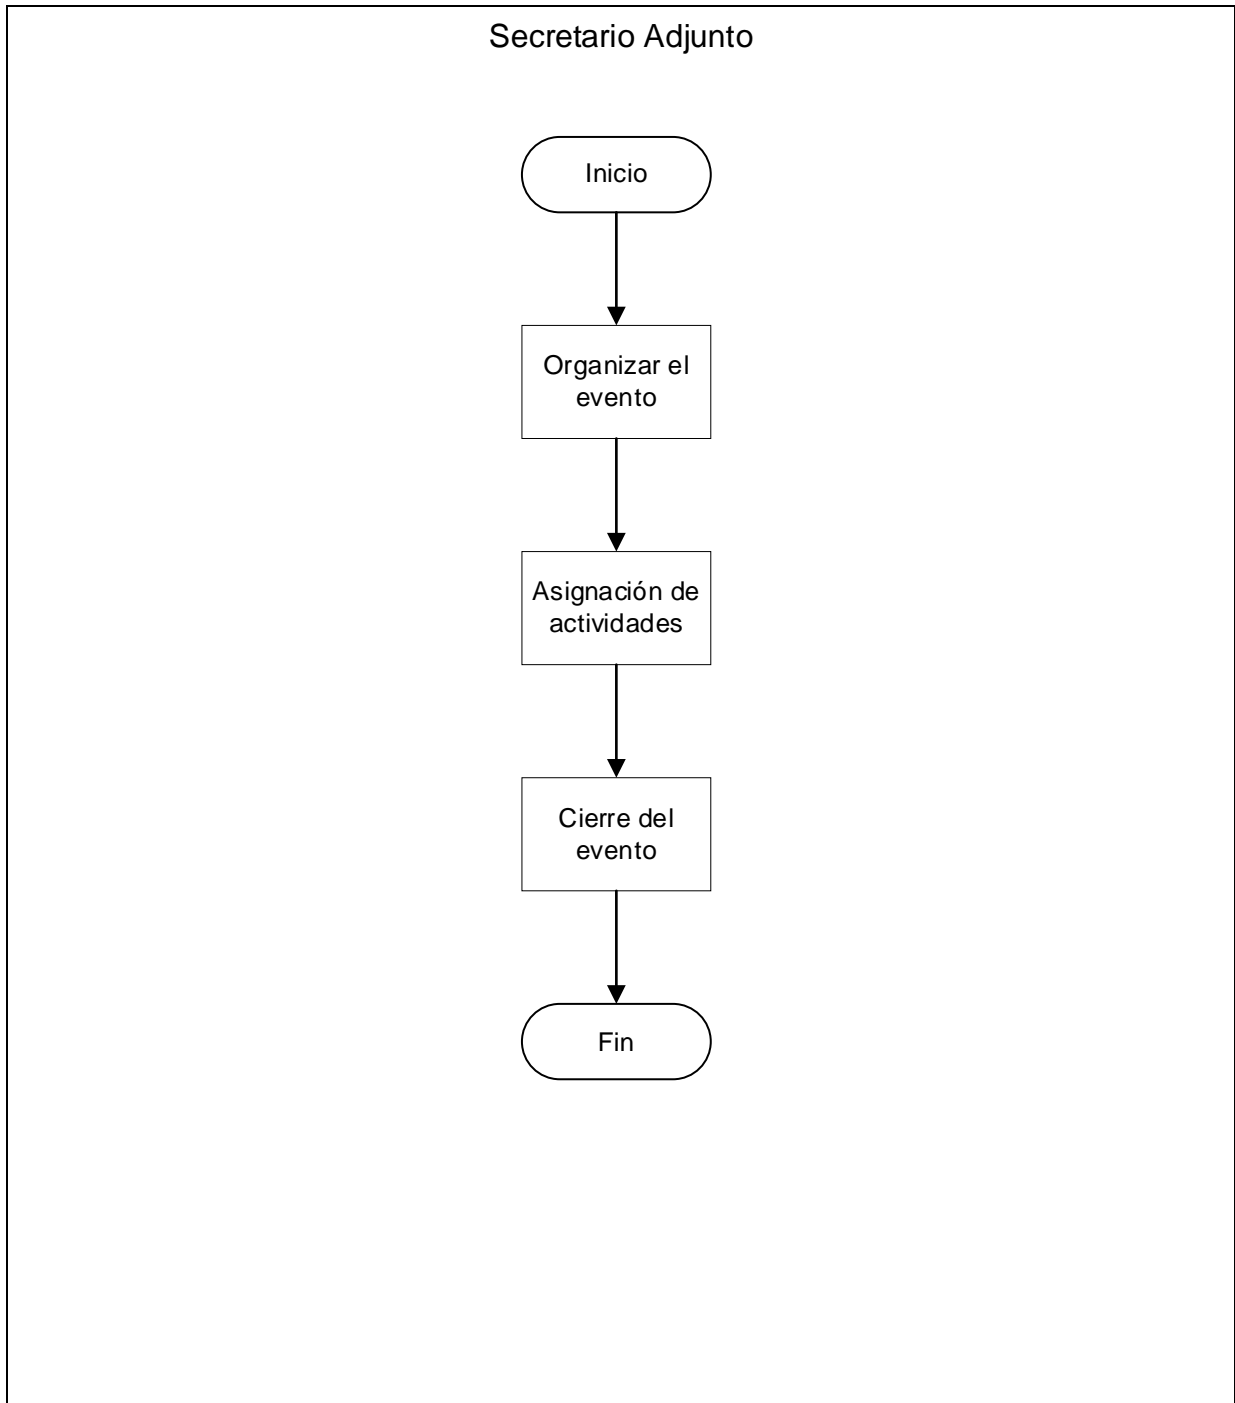 Secretario Adjunto
Inicio
Organizar el
evento
Asignación de
actividades
Cierre del
evento
Fin